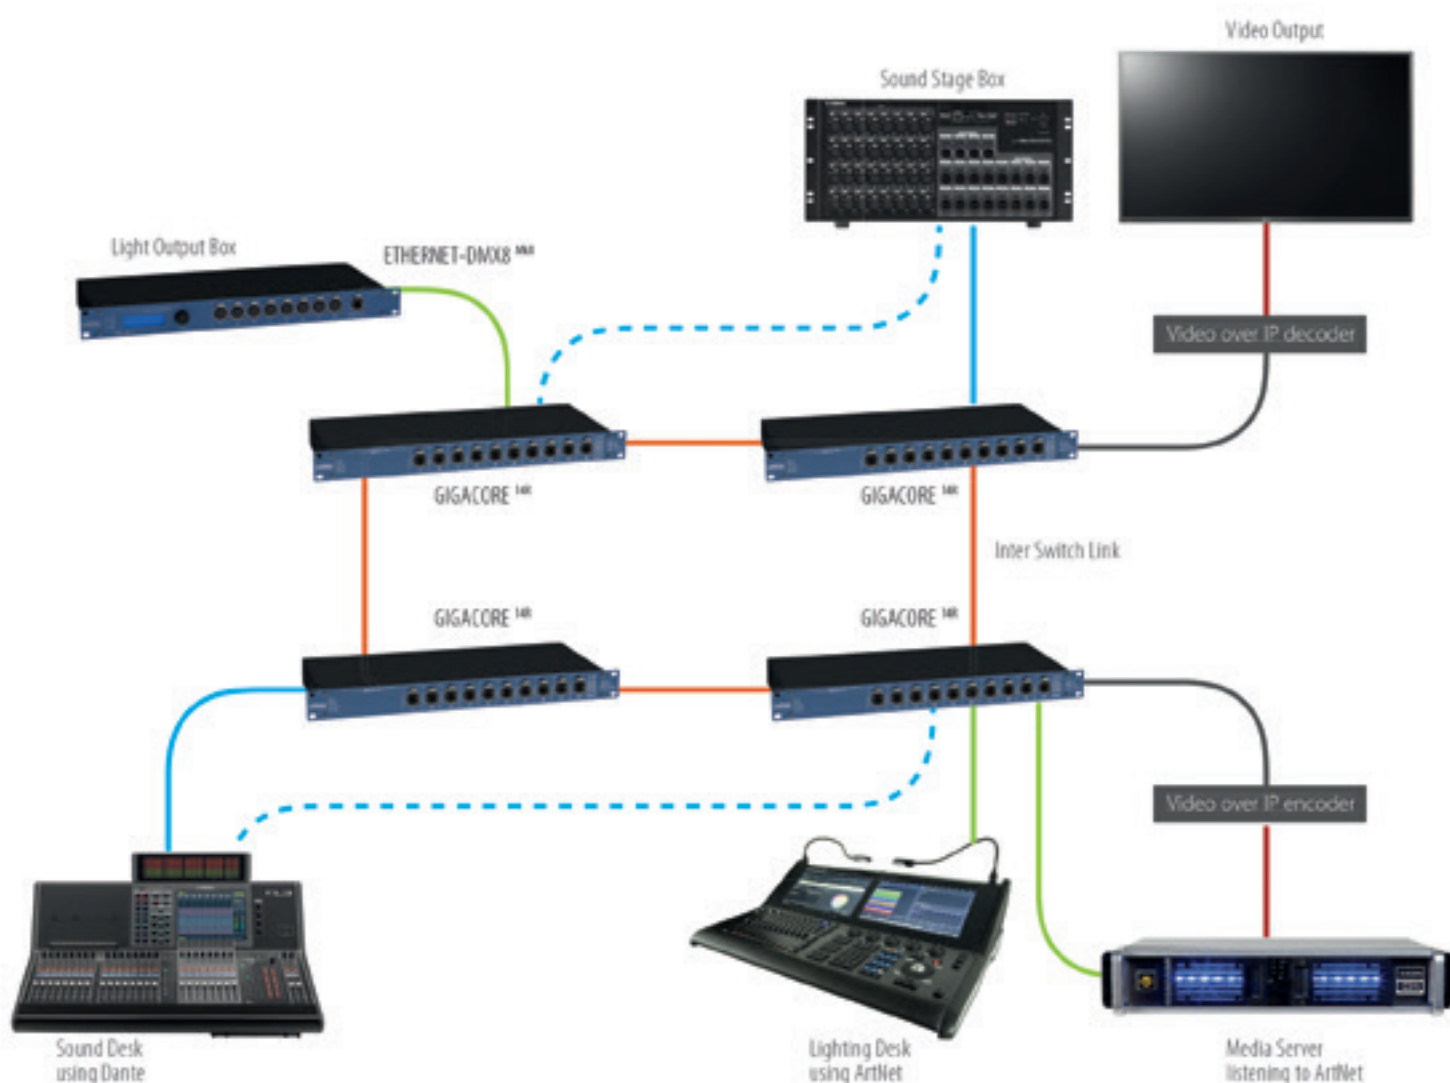 Video Output
Sound Stage Box
Light Output Box
ETHERNET-DMX8 MkII
Video over IP decoder
GIGACORE 14R
GIGACORE 14R
Inter Switch Link
GIGACORE 14R
GIGACORE 14R
Video over IP encoder
Sound Desk
using Dante
Lighting Desk
using ArtNet
Media Server
listening to ArtNet